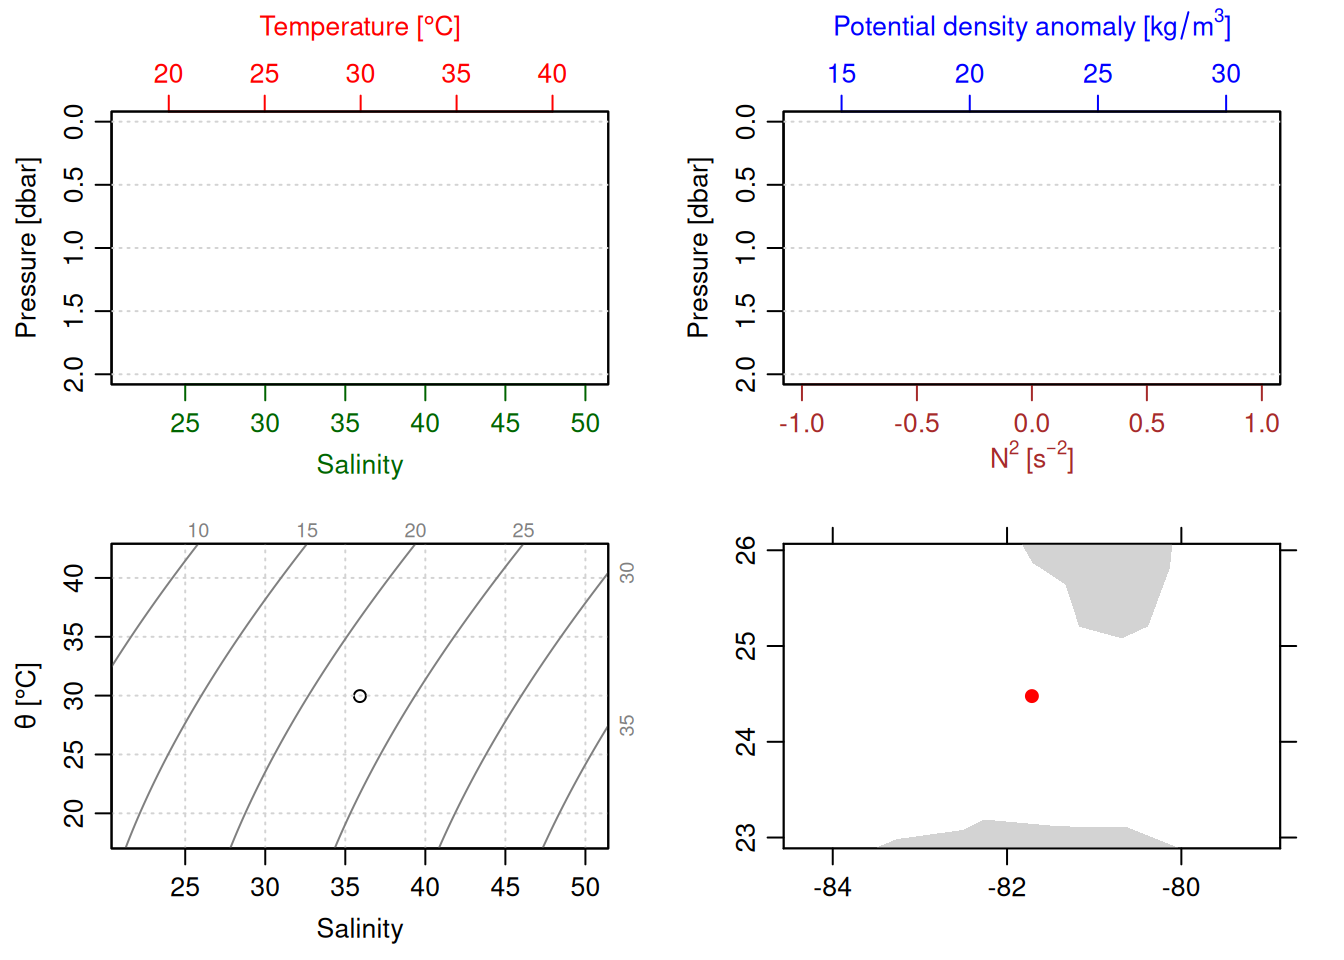 Temperature [°C]
20 25 30 35 40
0.0
0.5
1.0
1.5
2.0
Pressure [dbar]
25 30 35 40 45 50
Salinity
Potential density anomaly [kg/m³]
15 20 25 30
0.0
0.5
1.0
1.5
2.0
Pressure [dbar]
-1.0 -0.5 0.0 0.5 1.0
N² [s⁻²]
10 15 20 25
30
35
40
35
30
25
20
θ [°C]
25 30 35 40 45 50
Salinity
26
25
24
23
-84 -82 -80